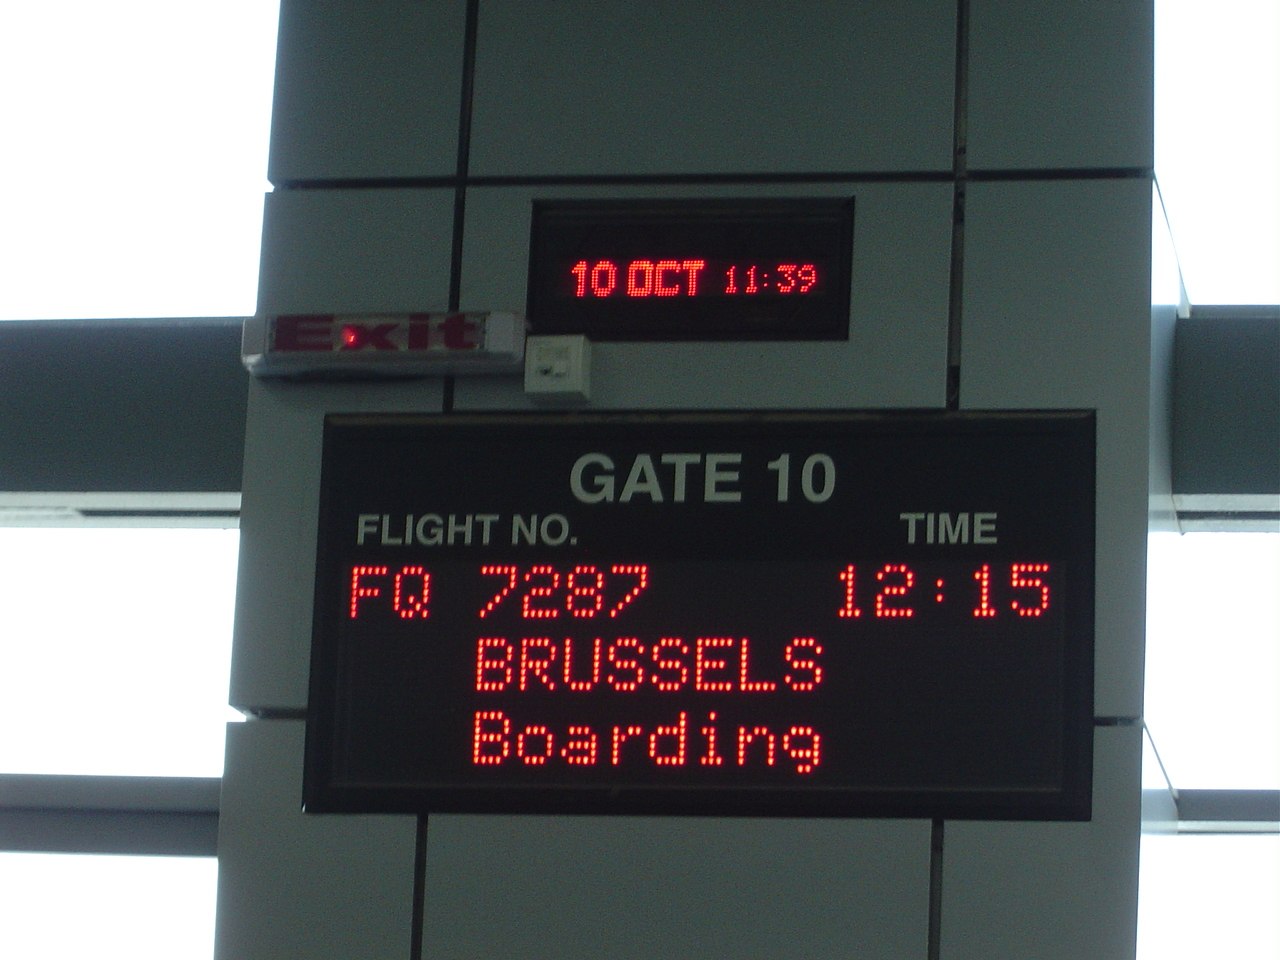 10 OCT 11:39
Exit
GATE 10
FLIGHT NO. TIME
FQ 7287 12:15
BRUSSELS
Boarding